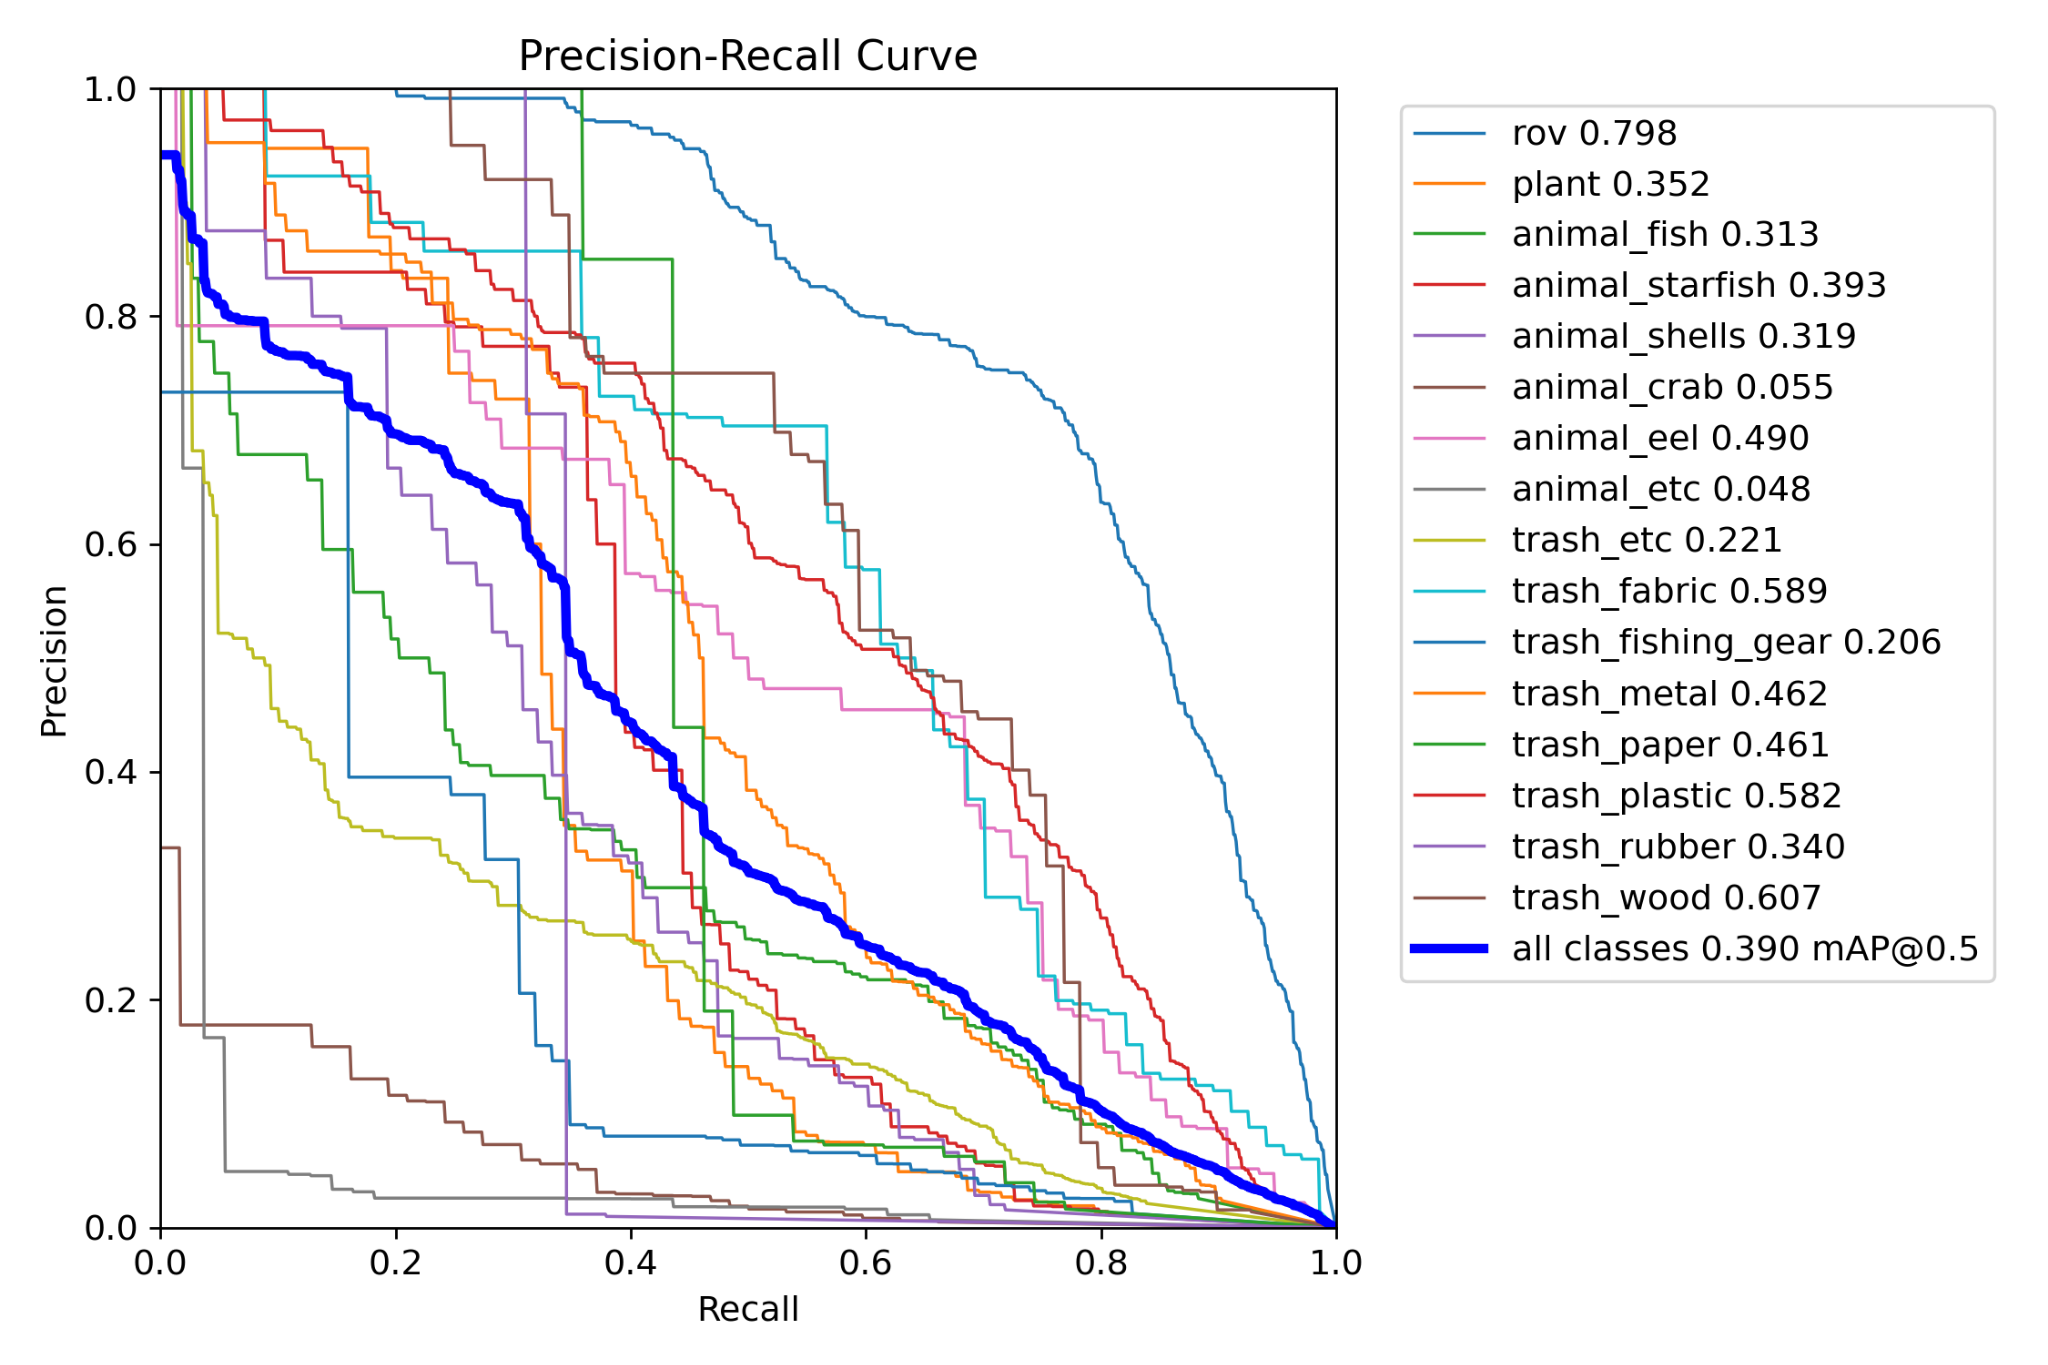 Precision-Recall Curve
1.0
0.8
0.6
0.4
0.2
0.0
Precision
0.0 0.2 0.4 0.6 0.8 1.0
Recall
rov 0.798
plant 0.352
animal_fish 0.313
animal_starfish 0.393
animal_shells 0.319
animal_crab 0.055
animal_eel 0.490
animal_etc 0.048
trash_etc 0.221
trash_fabric 0.589
trash_fishing_gear 0.206
trash_metal 0.462
trash_paper 0.461
trash_plastic 0.582
trash_rubber 0.340
trash_wood 0.607
all classes 0.390 mAP@0.5